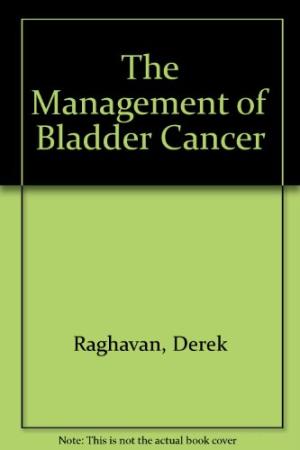 The
Management of
Bladder Cancer
Raghavan, Derek
Note: This is not the actual book cover